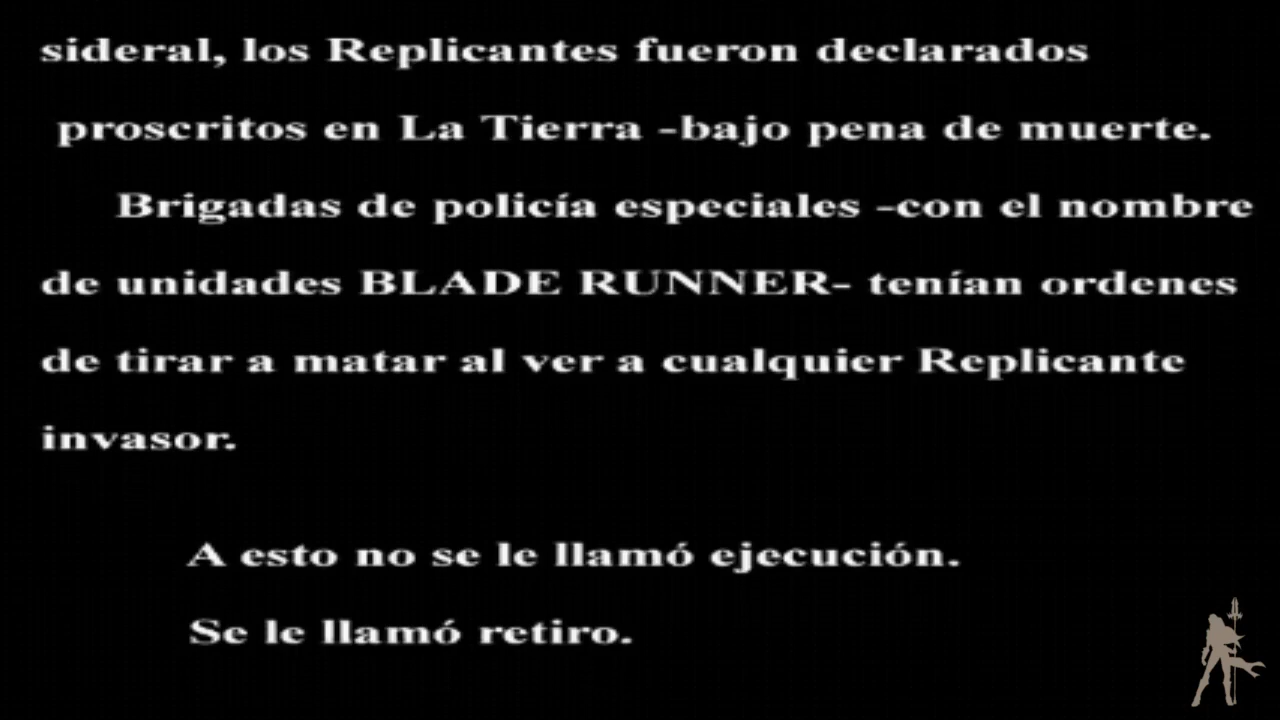 sideral, los Replicantes fueron declarados
proscritos en La Tierra -bajo pena de muerte.
Brigadas de policía especiales -con el nombre
de unidades BLADE RUNNER- tenían ordenes
de tirar a matar al ver a cualquier Replicante
invasor.
A esto no se le llamó ejecución.
Se le llamó retiro.